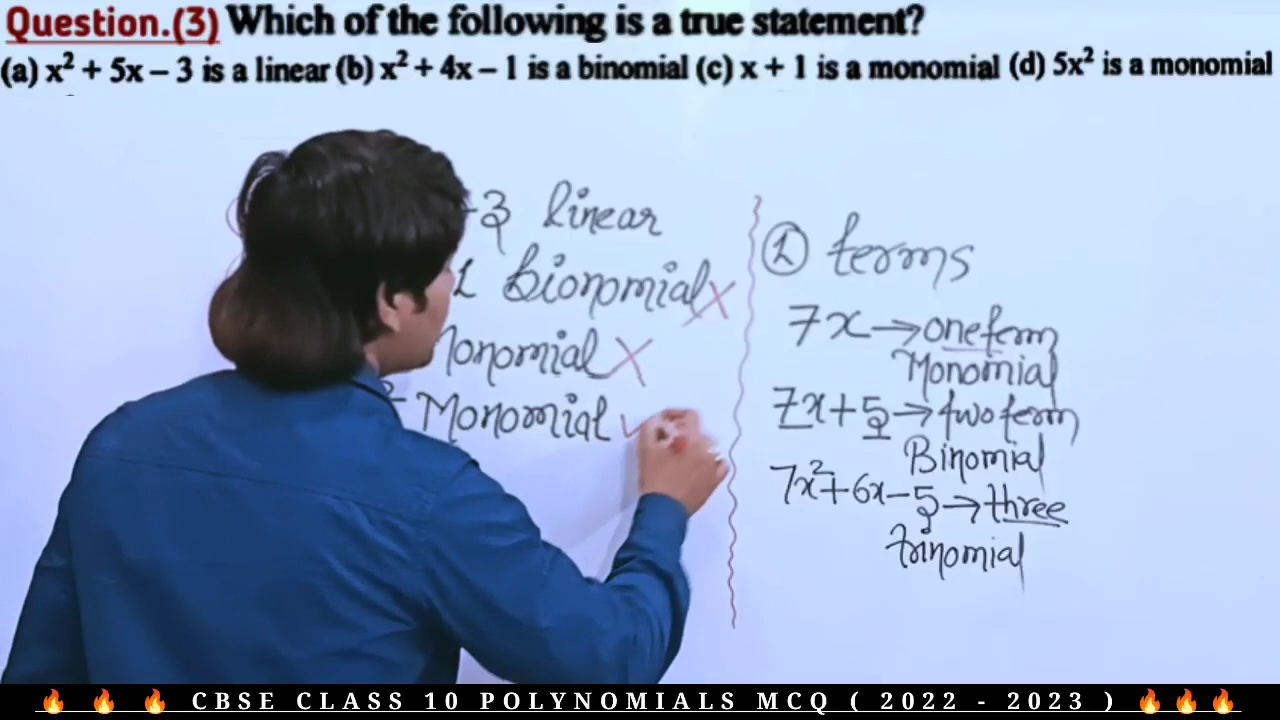 Question.(3) Which of the following is a true statement?
(a) x² + 5x – 3 is a linear (b) x² + 4x – 1 is a binomial (c) x + 1 is a monomial (d) 5x² is a monomial
-3 linear
1 bionomial X
Monomial X
2 Monomial
① terms
7x → one term
Monomial
7x + 5 → two term
Binomial
7x² + 6x – 5 → three
trinomial
🔥 🔥 🔥 CBSE CLASS 10 POLYNOMIALS MCQ ( 2022 - 2023 ) 🔥🔥🔥